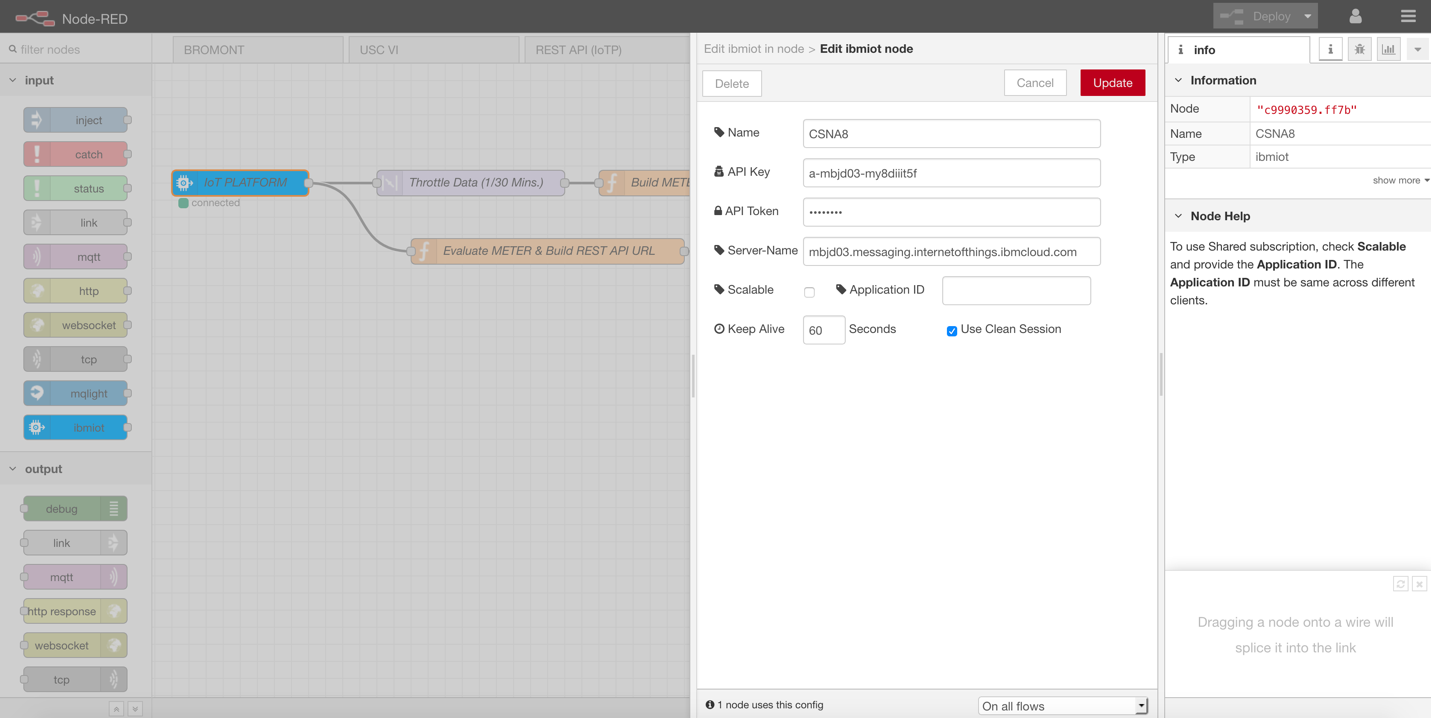 Node-RED
Deploy
filter nodes
BROMONT
USC VI
REST API (IoTP)
input
inject
catch
status
link
mqtt
http
websocket
tcp
mqlight
ibmiot
output
debug
link
mqtt
http response
websocket
tcp
IoT PLATFORM
connected
Throttle Data (1/30 Mins.)
Build METE
Evaluate METER & Build REST API URL
Edit ibmiot in node > Edit ibmiot node
Delete
Cancel
Update
Name
CSNA8
API Key
a-mbjd03-my8diiit5f
API Token
••••••••
Server-Name
mbjd03.messaging.internetofthings.ibmcloud.com
Scalable
Application ID
Keep Alive
60
Seconds
Use Clean Session
1 node uses this config
On all flows
info
Information
Node
"c9990359.ff7b"
Name
CSNA8
Type
ibmiot
show more
Node Help
To use Shared subscription, check Scalable
and provide the Application ID. The
Application ID must be same across different
clients.
Dragging a node onto a wire will
splice it into the link